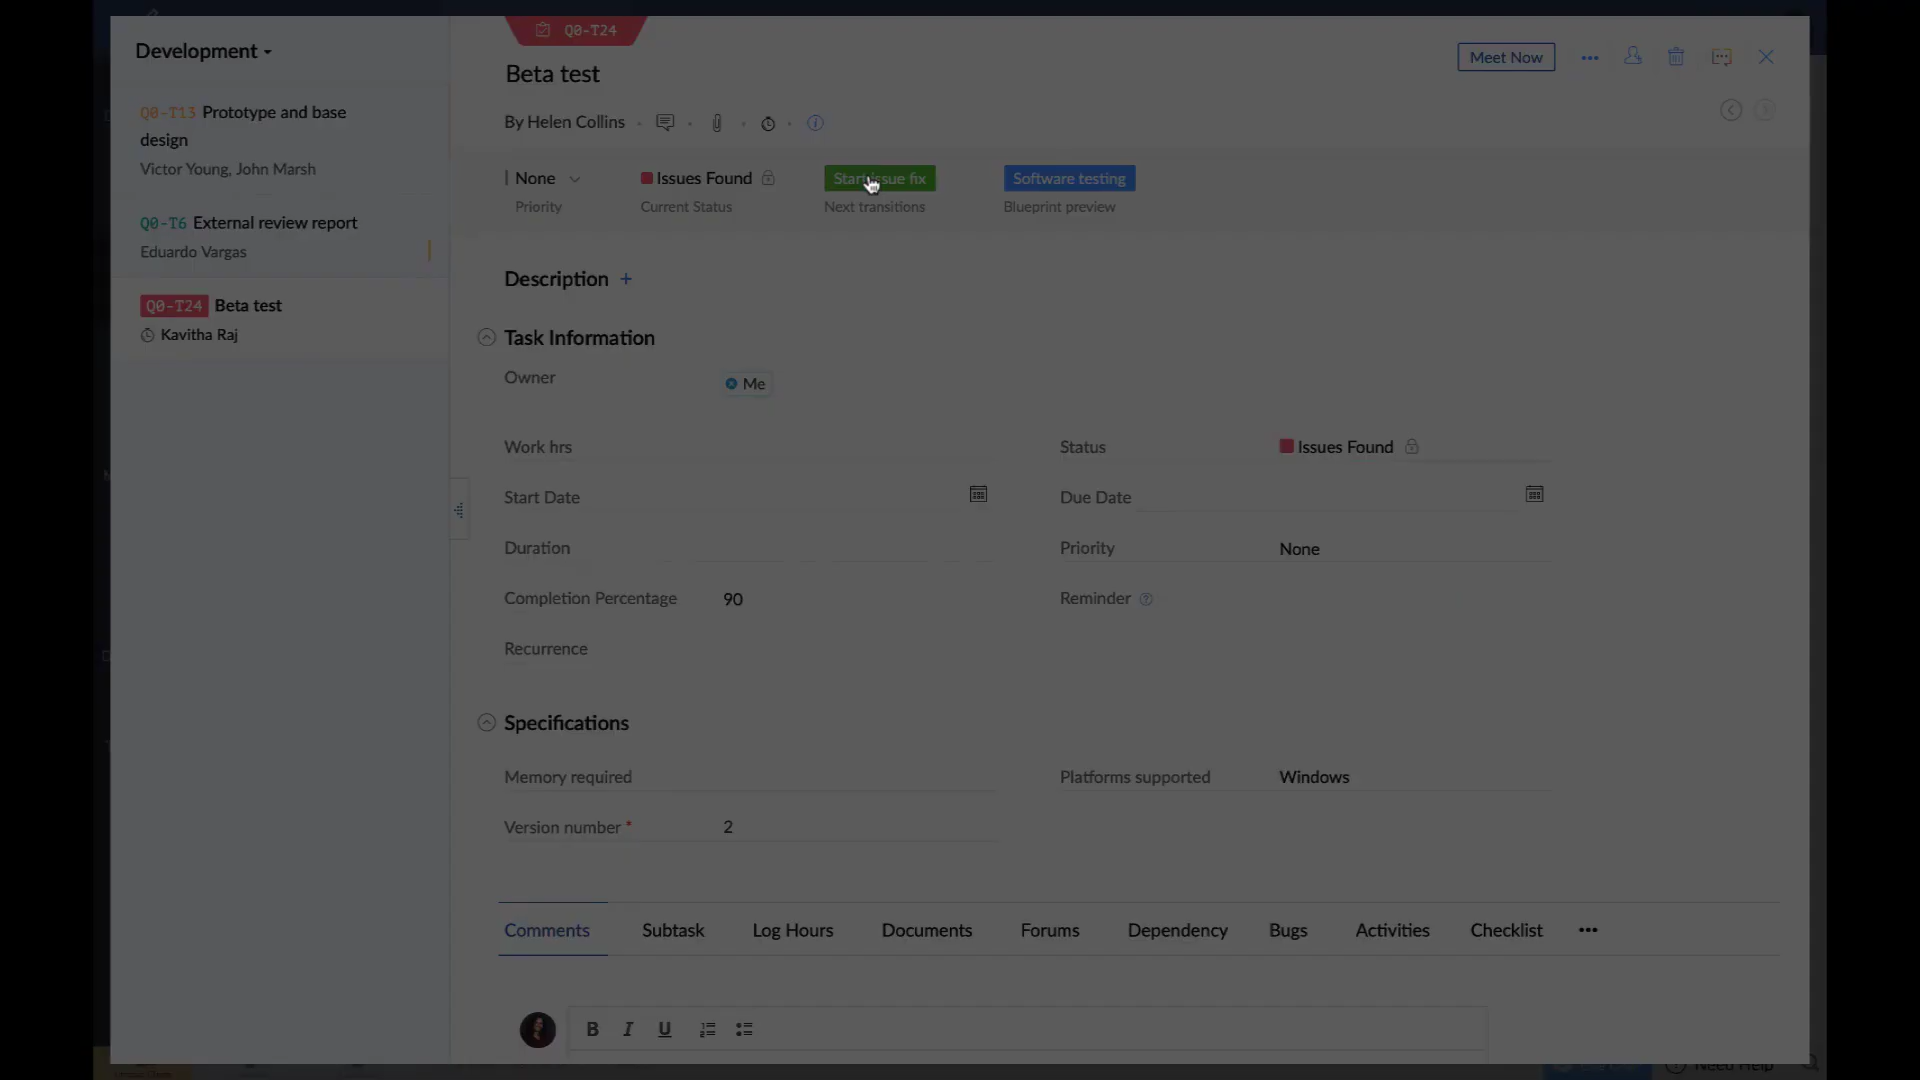 Development
Q0-T13 Prototype and base
design
Victor Young, John Marsh
Q0-T6 External review report
Eduardo Vargas
Q0-T24 Beta test
Kavitha Raj
Q0-T24
Beta test
Meet Now
By Helen Collins
None
Priority
Issues Found
Current Status
Start issue fix
Next transitions
Software testing
Blueprint preview
Description +
Task Information
Owner
Me
Work hrs
Status
Issues Found
Start Date
Due Date
Duration
Priority
None
Completion Percentage
90
Reminder
Recurrence
Specifications
Memory required
Platforms supported
Windows
Version number *
2
Comments
Subtask
Log Hours
Documents
Forums
Dependency
Bugs
Activities
Checklist
B I U
Need Help